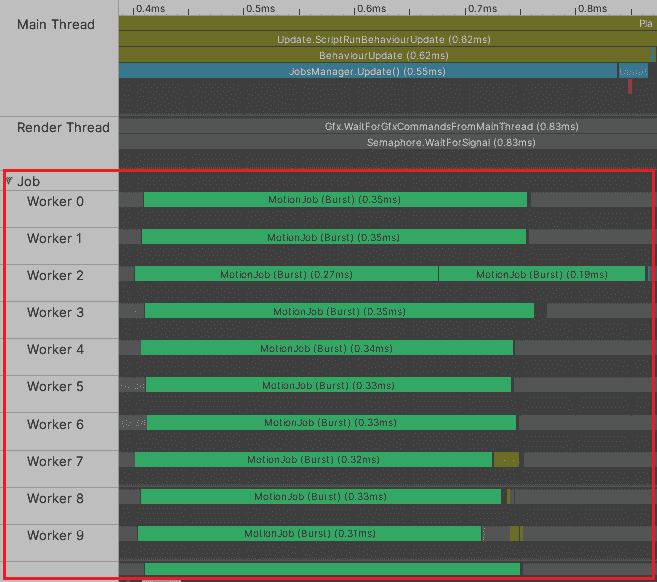 0.4ms 0.5ms 0.6ms 0.7ms 0.8ms
Main Thread
Pla
Update.ScriptRunBehaviourUpdate (0.62ms)
BehaviourUpdate (0.62ms)
JobsManager.Update() (0.55ms)
Render Thread
Gfx.WaitForGfxCommandsFromMainThread (0.83ms)
Semaphore.WaitForSignal (0.83ms)
Job
Worker 0 MotionJob (Burst) (0.35ms)
Worker 1 MotionJob (Burst) (0.35ms)
Worker 2 MotionJob (Burst) (0.27ms) MotionJob (Burst) (0.19ms)
Worker 3 MotionJob (Burst) (0.35ms)
Worker 4 MotionJob (Burst) (0.34ms)
Worker 5 MotionJob (Burst) (0.33ms)
Worker 6 MotionJob (Burst) (0.33ms)
Worker 7 MotionJob (Burst) (0.32ms)
Worker 8 MotionJob (Burst) (0.33ms)
Worker 9 MotionJob (Burst) (0.31ms)